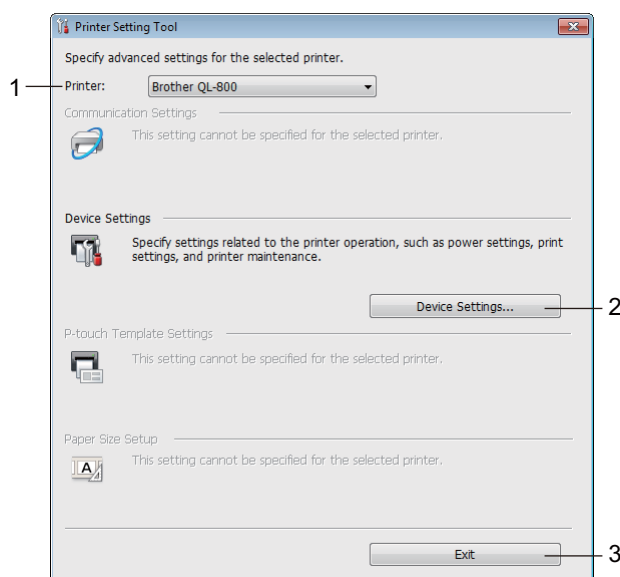 Printer Setting Tool
Specify advanced settings for the selected printer.
1
Printer: Brother QL-800
Communication Settings
This setting cannot be specified for the selected printer.
Device Settings
Specify settings related to the printer operation, such as power settings, print
settings, and printer maintenance.
Device Settings... 2
P-touch Template Settings
This setting cannot be specified for the selected printer.
Paper Size Setup
A
This setting cannot be specified for the selected printer.
Exit 3